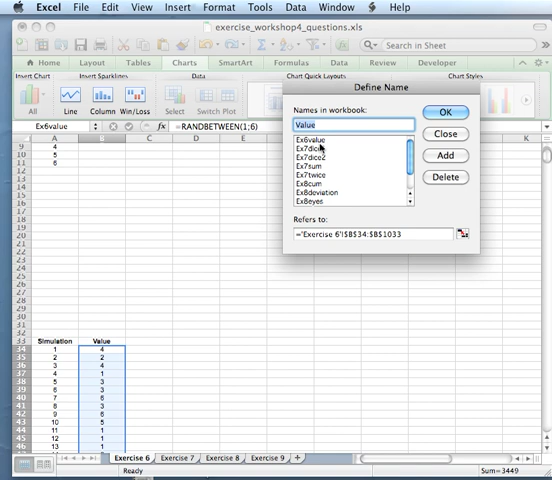 Excel File Edit View Insert Format Tools Data Window Help
exercise_workshop4_questions.xls
Search in Sheet
Home Layout Tables Charts SmartArt Formulas Data Review Developer
Insert Chart Insert Sparklines Data Chart Quick Layouts Chart Styles
All Line Column Win/Loss
Define Name
Names in workbook:
Value
Ex6value
Ex7dice2
Ex7sum
Ex7twice
Ex8cum
Ex8deviation
Ex8eyes
OK
Close
Add
Delete
Refers to:
='Exercise 6'!$B$34:$B$1033
Ex6value fx =RANDBETWEEN(1;6)
A B C D E K
9 4
10 5
11 6
12
13
14
15
16
17
18
19
20
21
22
23
24
25
26
27
28
29
30
31
32
33 Simulation Value
34 1 4
35 2 2
36 3 4
37 4 1
38 5 3
39 6 3
40 7 6
41 8 3
42 9 6
43 10 5
44 11 1
45 12 1
46 13 1
Exercise 6 Exercise 7 Exercise 8 Exercise 9 +
Ready Sum=3449